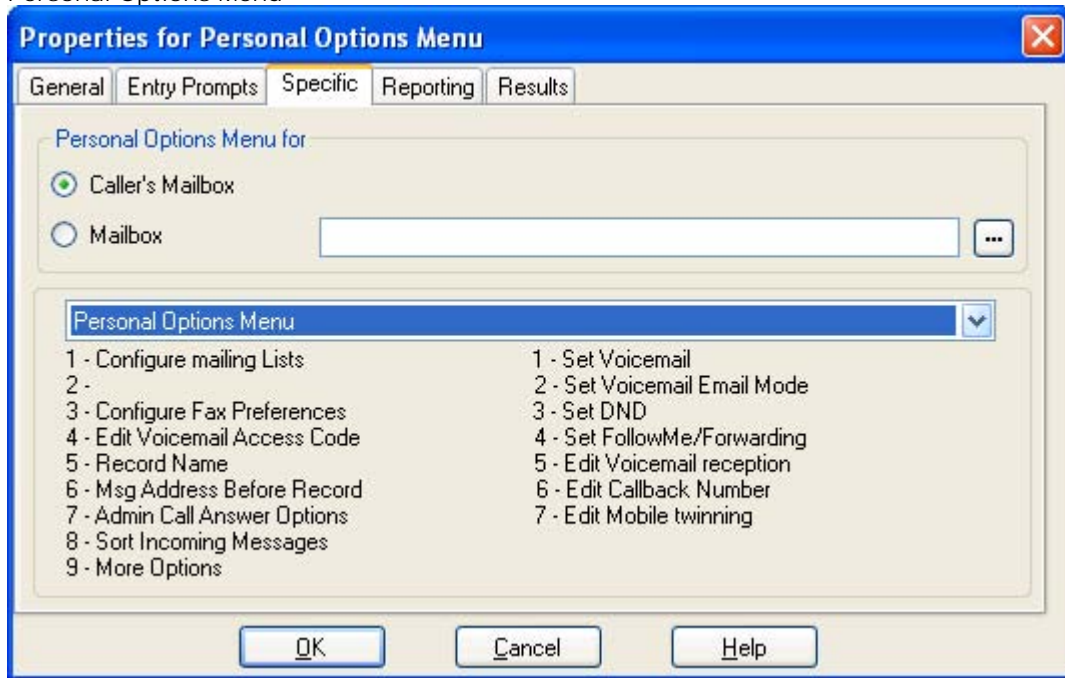 Personal Options Menu
Properties for Personal Options Menu
General Entry Prompts Specific Reporting Results
Personal Options Menu for
Caller's Mailbox
Mailbox ...
Personal Options Menu
1 - Configure mailing Lists
2 -
3 - Configure Fax Preferences
4 - Edit Voicemail Access Code
5 - Record Name
6 - Msg Address Before Record
7 - Admin Call Answer Options
8 - Sort Incoming Messages
9 - More Options
1 - Set Voicemail
2 - Set Voicemail Email Mode
3 - Set DND
4 - Set FollowMe/Forwarding
5 - Edit Voicemail reception
6 - Edit Callback Number
7 - Edit Mobile twinning
OK Cancel Help